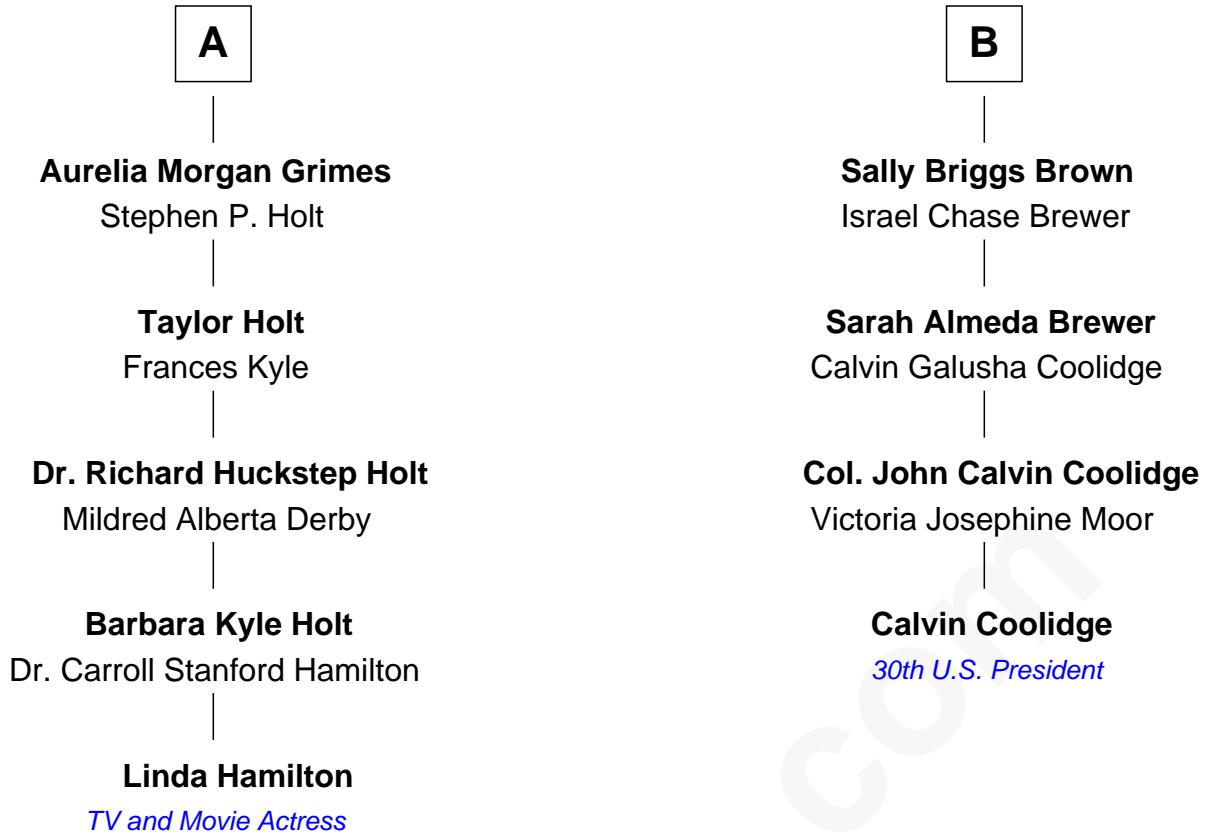 A
Aurelia Morgan Grimes
Stephen P. Holt
Taylor Holt
Frances Kyle
Dr. Richard Huckstep Holt
Mildred Alberta Derby
Barbara Kyle Holt
Dr. Carroll Stanford Hamilton
Linda Hamilton
TV and Movie Actress
B
Sally Briggs Brown
Israel Chase Brewer
Sarah Almeda Brewer
Calvin Galusha Coolidge
Col. John Calvin Coolidge
Victoria Josephine Moor
Calvin Coolidge
30th U.S. President
com